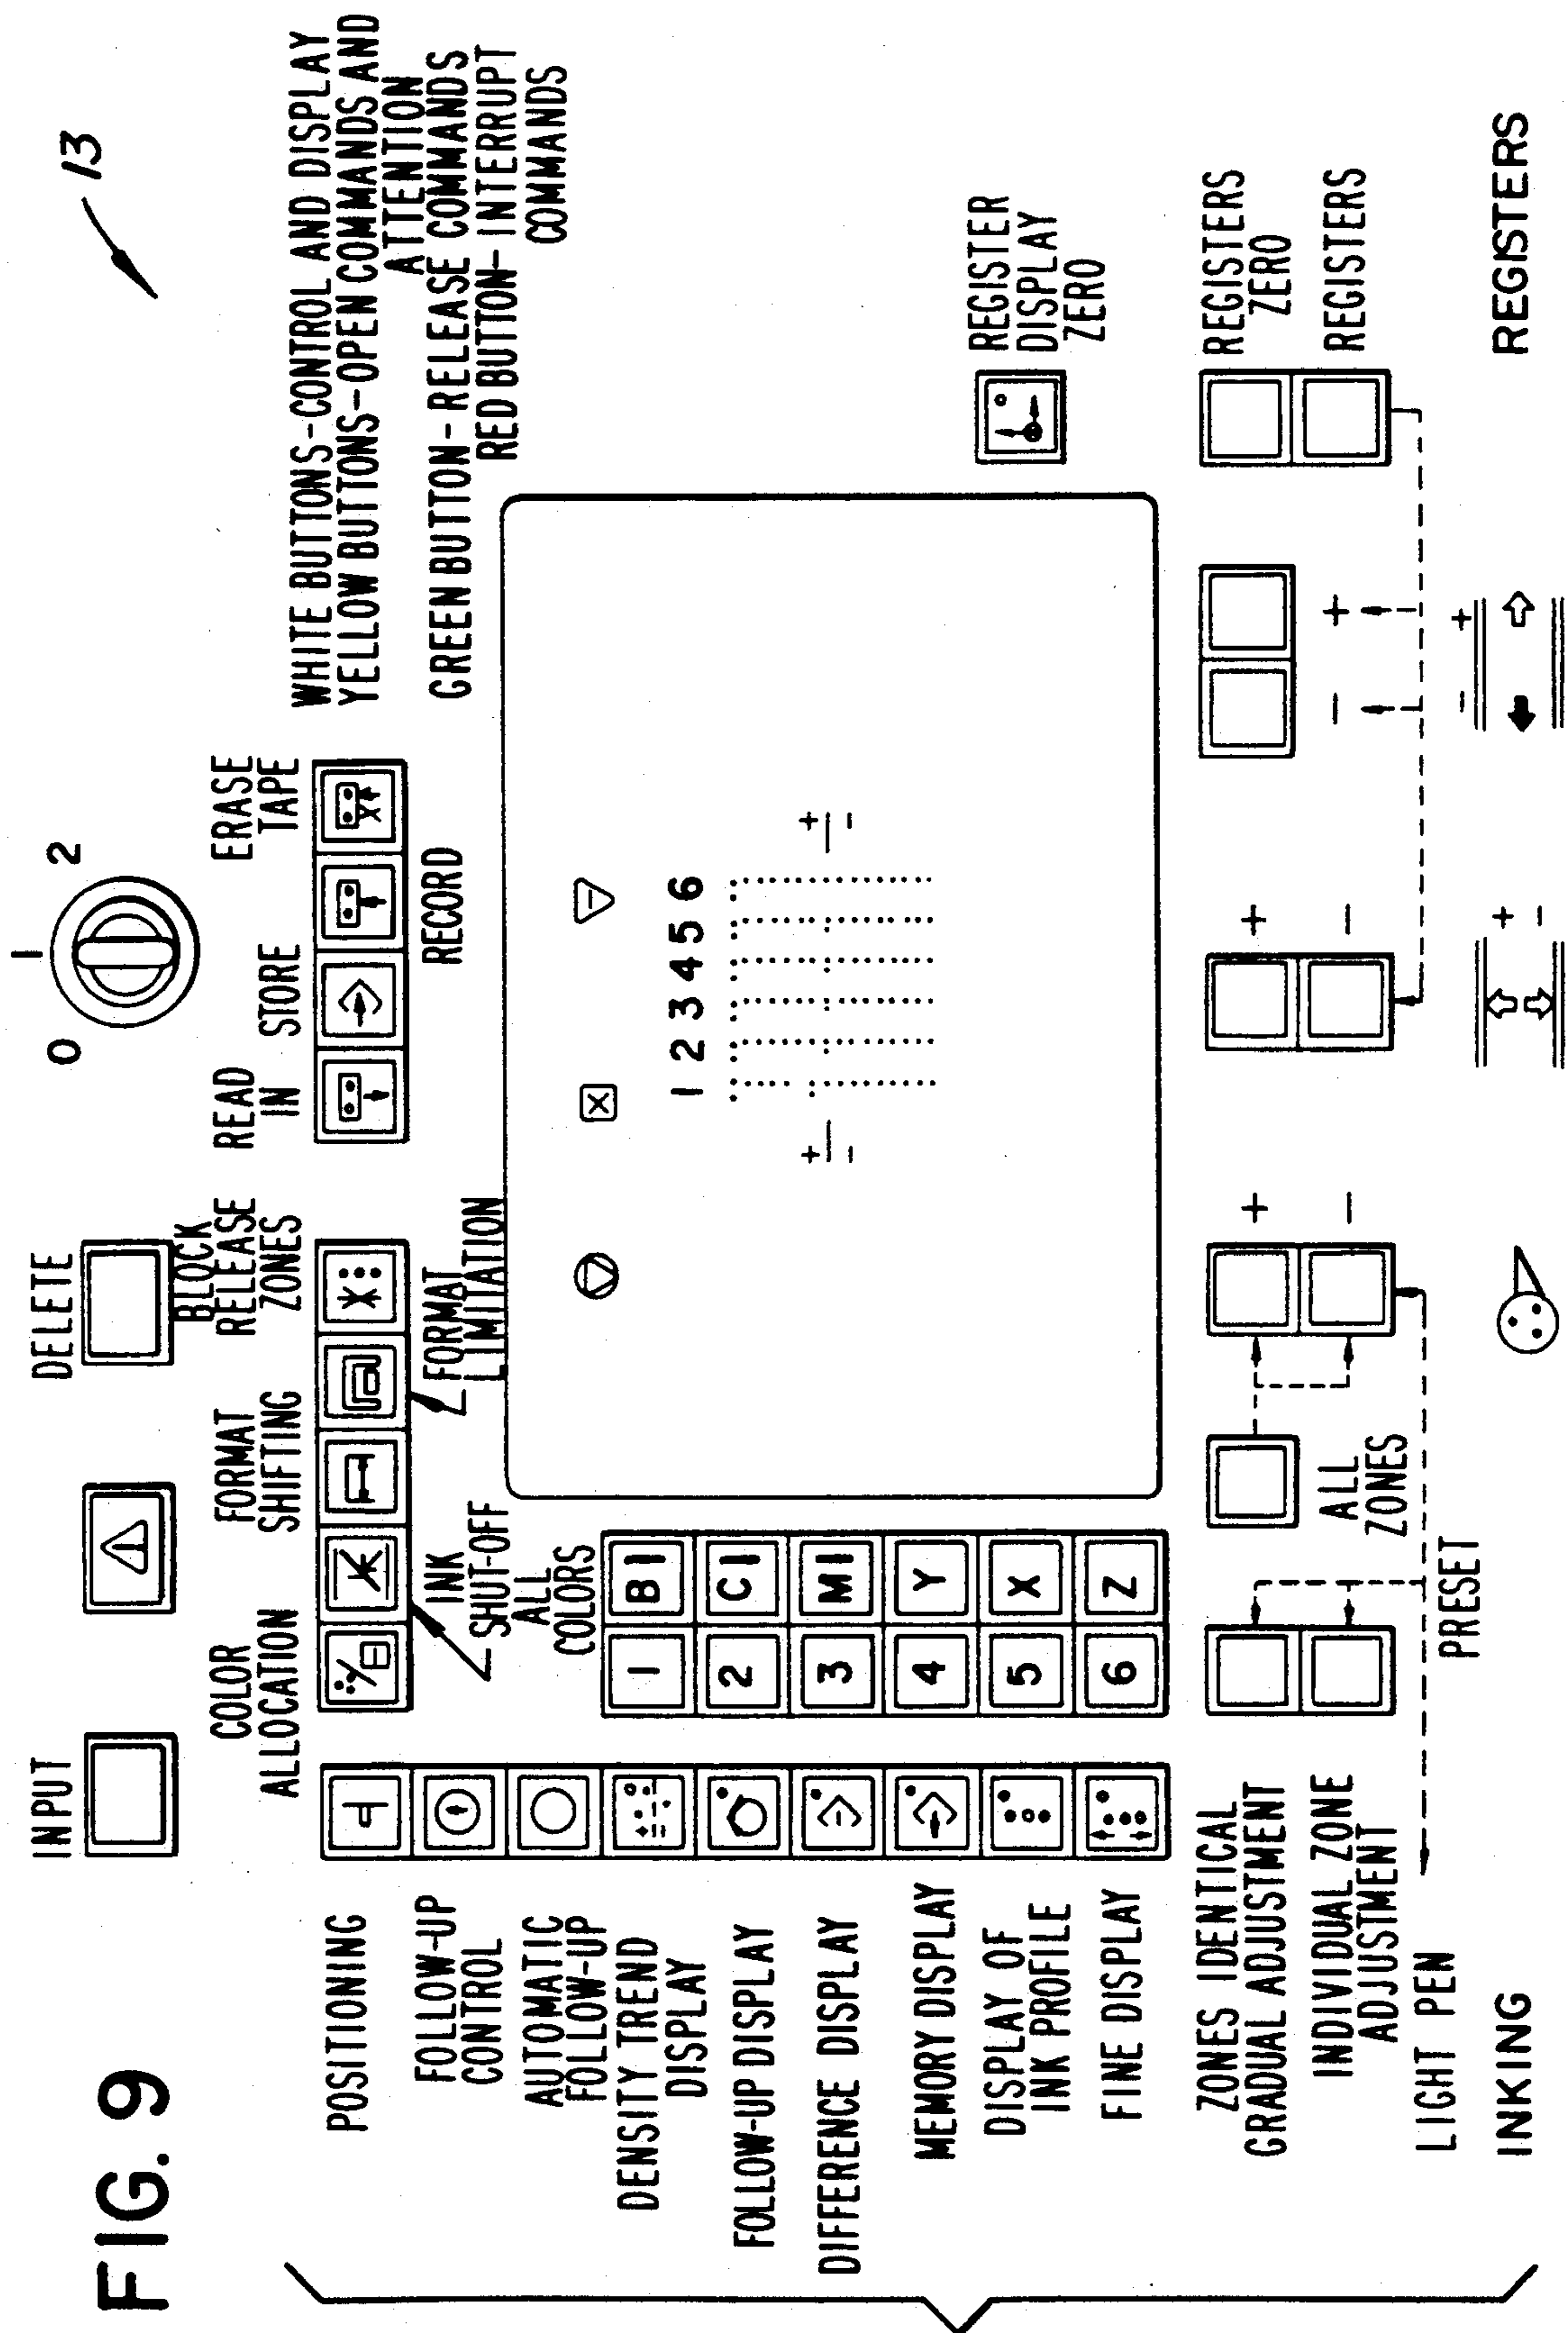 FIG. 9
13
INPUT
DELETE
0
1
2
COLOR
ALLOCATION
FORMAT
SHIFTING
BLOCK
RELEASE
ZONES
READ
IN
STORE
ERASE
TAPE
RECORD
WHITE BUTTONS-CONTROL AND DISPLAY
YELLOW BUTTONS-OPEN COMMANDS AND
ATTENTION
GREEN BUTTON-RELEASE COMMANDS
RED BUTTON-INTERRUPT
COMMANDS
INK
SHUT-OFF
FORMAT
LIMITATION
ALL
COLORS
POSITIONING
FOLLOW-UP
CONTROL
AUTOMATIC
FOLLOW-UP
DENSITY TREND
DISPLAY
FOLLOW-UP DISPLAY
DIFFERENCE DISPLAY
MEMORY DISPLAY
DISPLAY OF
INK PROFILE
FINE DISPLAY
1 BI
2 CI
3 MI
4 Y
5 X
6 Z
1 2 3 4 5 6
+
-
+
-
REGISTER
DISPLAY
ZERO
ZONES IDENTICAL
GRADUAL ADJUSTMENT
INDIVIDUAL ZONE
ADJUSTMENT
ALL
ZONES
+
-
+
-
- +
REGISTERS
ZERO
REGISTERS
LIGHT PEN
PRESET
+
-
- +
INKING
REGISTERS